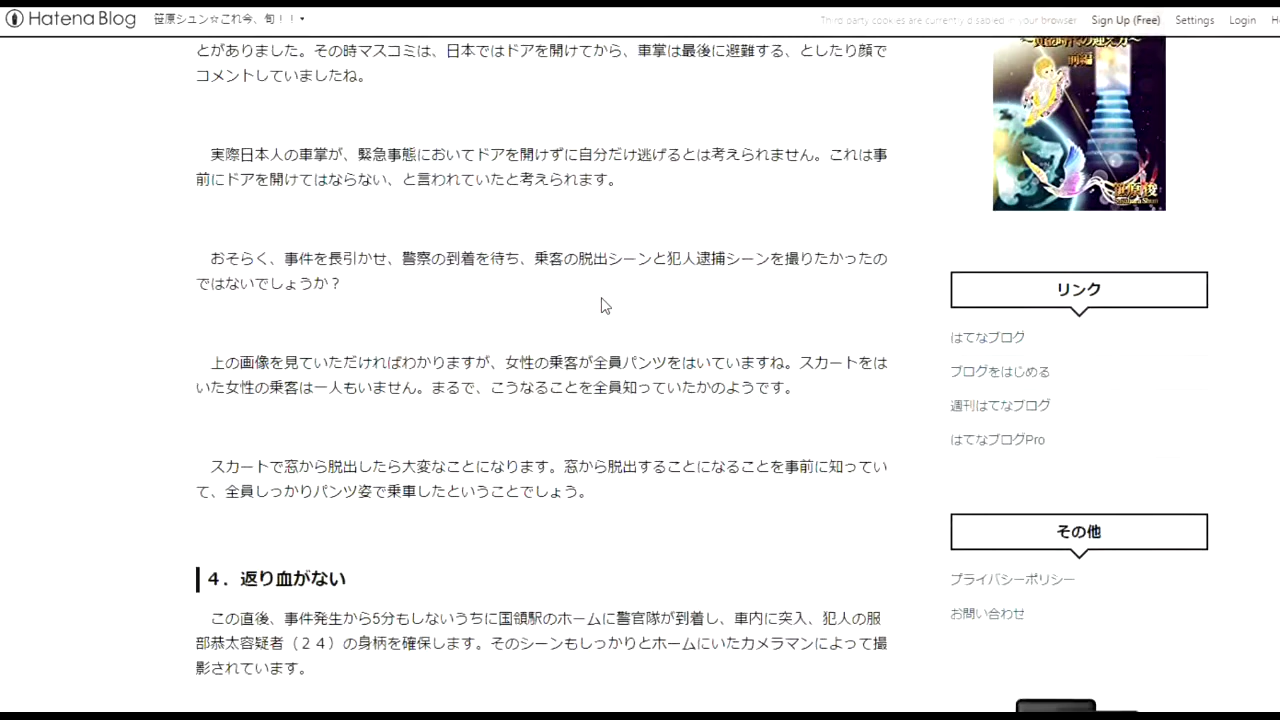 Hatena Blog
笹原シュン☆これ今、旬！！
Third party cookies are currently disabled in your browser
Sign Up (Free)
Settings
Login
とがありました。その時マスコミは、日本ではドアを開けてから、車掌は最後に避難する、としたり顔で
コメントしていましたね。
実際日本人の車掌が、緊急事態においてドアを開けずに自分だけ逃げるとは考えられません。これは事
前にドアを開けてはならない、と言われていたと考えられます。
おそらく、事件を長引かせ、警察の到着を待ち、乗客の脱出シーンと犯人逮捕シーンを撮りたかったの
ではないでしょうか？
上の画像を見ていただければわかりますが、女性の乗客が全員パンツをはいていますね。スカートをは
いた女性の乗客は一人もいません。まるで、こうなることを全員知っていたかのようです。
スカートで窓から脱出したら大変なことになります。窓から脱出することになることを事前に知ってい
て、全員しっかりパンツ姿で乗車したということでしょう。
４．返り血がない
この直後、事件発生から5分もしないうちに国領駅のホームに警官隊が到着し、車内に突入、犯人の服
部恭太容疑者（２４）の身柄を確保します。そのシーンもしっかりとホームにいたカメラマンによって撮
影されています。
前編
笹原俊
リンク
はてなブログ
ブログをはじめる
週刊はてなブログ
はてなブログPro
その他
プライバシーポリシー
お問い合わせ